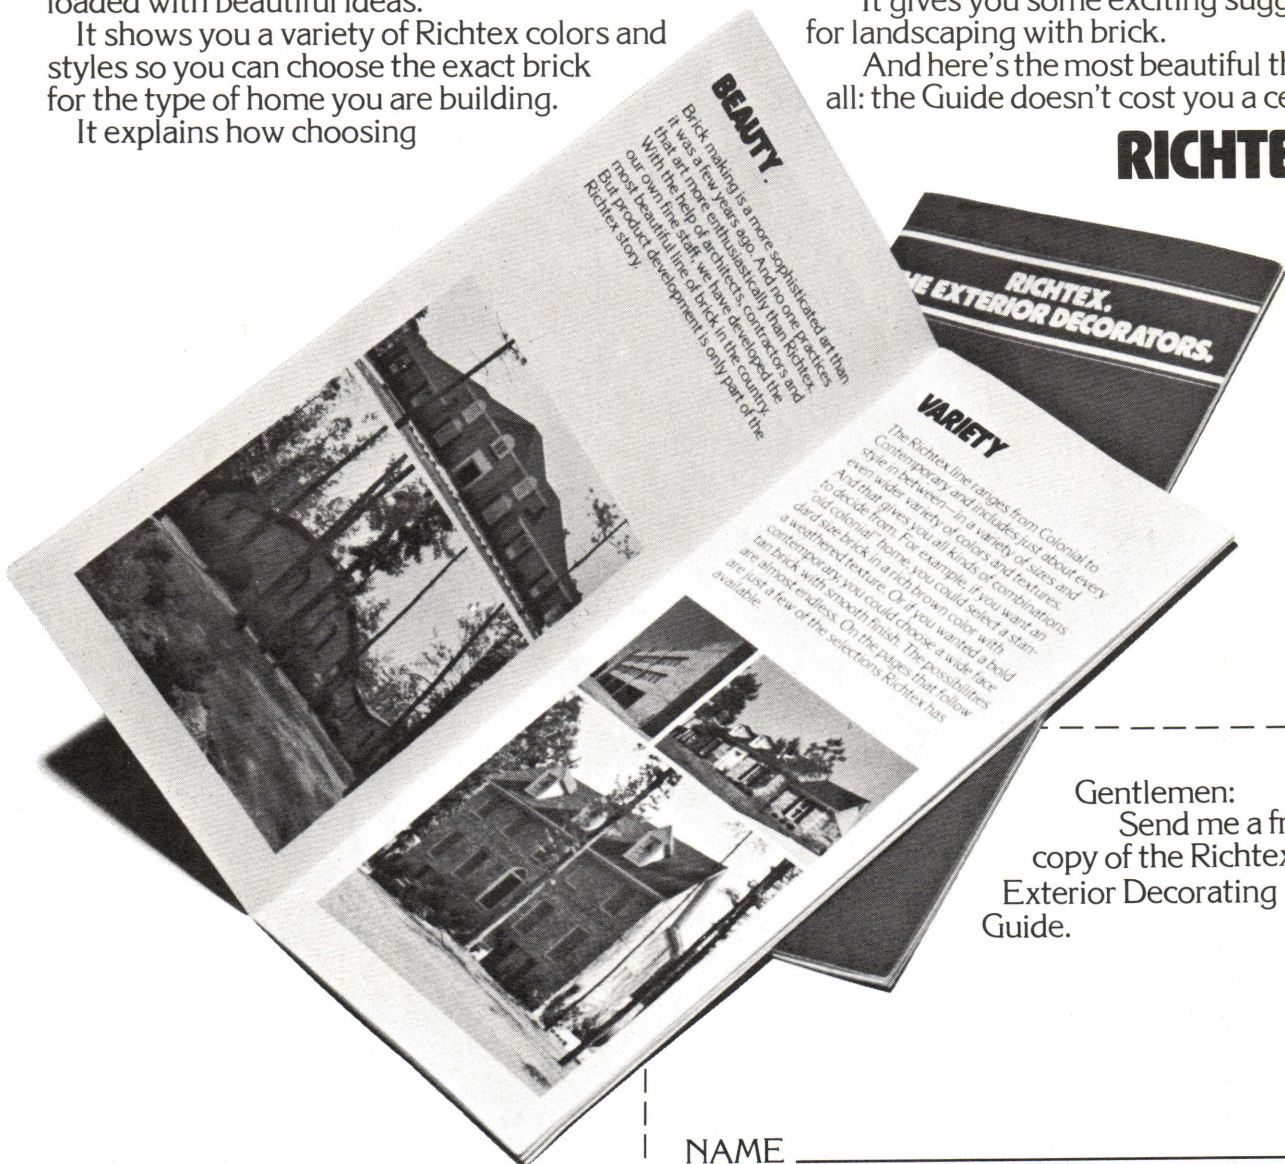 loaded with beautiful ideas.
It shows you a variety of Richtex colors and
styles so you can choose the exact brick
for the type of home you are building.
It explains how choosing
It gives you some exciting
for landscaping with brick.
And here's the most beautiful
all: the Guide doesn't cost you a
BEAUTY.
Brick making is a more sophisticated art than
it was a few years ago. And no one practices
that art more enthusiastically than Richtex.
With the help of architects, contractors and
our own fine staff, we have developed the
most beautiful line of brick in the country.
But product development is only part of the
Richtex story.
VARIETY
The Richtex line ranges from Colonial to
Contemporary and includes just about every
style in between—in a variety of sizes and
even wider variety of colors and textures.
And that gives you all kinds of combinations
to decide from. For example, if you want an
"old colonial" home, you could select a stan-
dard size brick in a rich brown color with
a weathered texture. Or if you wanted a bold
contemporary, you could choose a wide face
tan brick with smooth finish. The possibilities
are almost endless. On the pages that follow
are just a few of the selections Richtex has
available.
RICHTEX,
EXTERIOR DECORATORS.
Gentlemen:
Send me a
copy of the
Exterior Decorating
Guide.
NAME